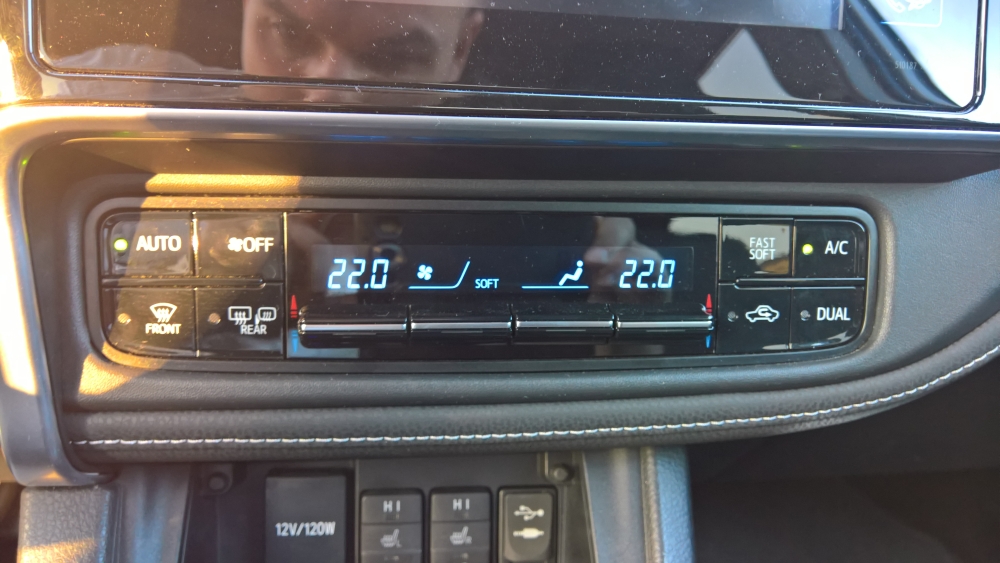 AUTO
OFF
22.0
SOFT
22.0
FAST
SOFT
A/C
FRONT
REAR
DUAL
12V/120W
HI
HI